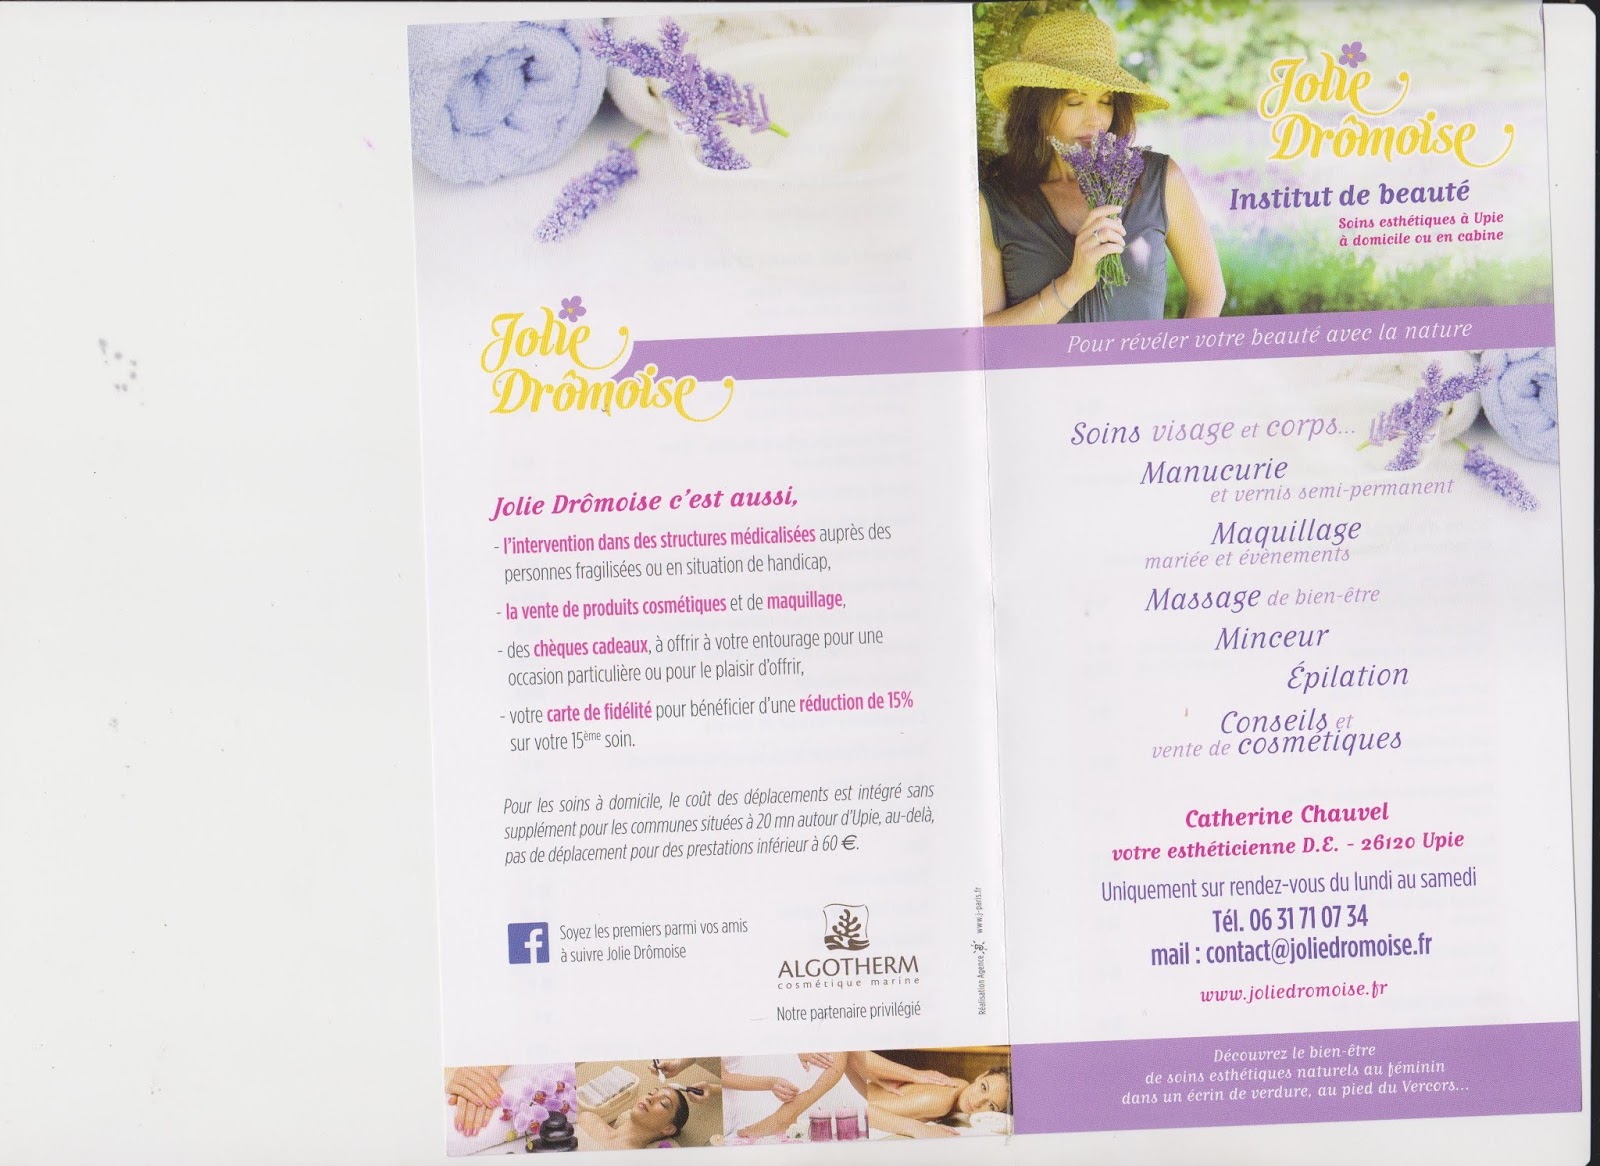 Jolie
Drômoise
Jolie Drômoise c'est aussi,
- l'intervention dans des structures médicalisées auprès des
personnes fragilisées ou en situation de handicap,
- la vente de produits cosmétiques et de maquillage,
- des chèques cadeaux, à offrir à votre entourage pour une
occasion particulière ou pour le plaisir d'offrir,
- votre carte de fidélité pour bénéficier d'une réduction de 15%
sur votre 15ème soin.
Pour les soins à domicile, le coût des déplacements est intégré sans
supplément pour les communes situées à 20 mn autour d'Upie, au-delà,
pas de déplacement pour des prestations inférieur à 60 €.
f
Soyez les premiers parmi vos amis
à suivre Jolie Drômoise
ALGOTHERM
cosmétique marine
Notre partenaire privilégié
Réalisation Agence www.j-paris.fr
Jolie
Drômoise
Institut de beauté
Soins esthétiques à Upie
à domicile ou en cabine
Pour révéler votre beauté avec la nature
Soins visage et corps...
Manucurie
et vernis semi-permanent
Maquillage
mariée et évènements
Massage de bien-être
Minceur
Épilation
Conseils et
vente de cosmétiques
Catherine Chauvel
votre esthéticienne D.E. - 26120 Upie
Uniquement sur rendez-vous du lundi au samedi
Tél. 06 31 71 07 34
mail : contact@joliedromoise.fr
www.joliedromoise.fr
Découvrez le bien-être
de soins esthétiques naturels au féminin
dans un écrin de verdure, au pied du Vercors...